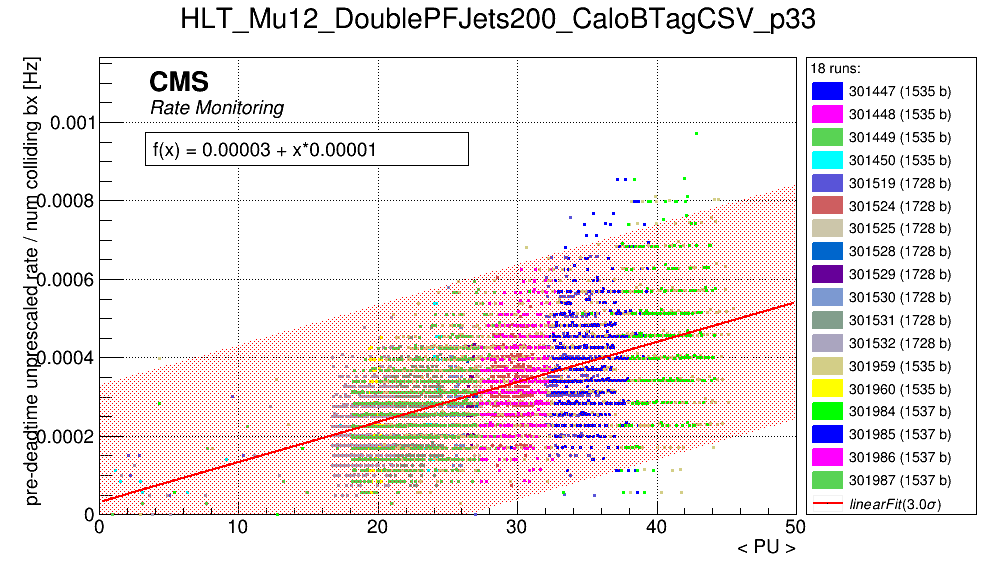 HLT_Mu12_DoublePFJets200_CaloBTagCSV_p33
pre-deadtime unprescaled rate / num colliding bx [Hz]
CMS
Rate Monitoring
f(x) = 0.00003 + x*0.00001
0.001
0.0008
0.0006
0.0004
0.0002
0
0 10 20 30 40 50
< PU >
18 runs:
301447 (1535 b)
301448 (1535 b)
301449 (1535 b)
301450 (1535 b)
301519 (1728 b)
301524 (1728 b)
301525 (1728 b)
301528 (1728 b)
301529 (1728 b)
301530 (1728 b)
301531 (1728 b)
301532 (1728 b)
301959 (1535 b)
301960 (1535 b)
301984 (1537 b)
301985 (1537 b)
301986 (1537 b)
301987 (1537 b)
linearFit(3.0σ)